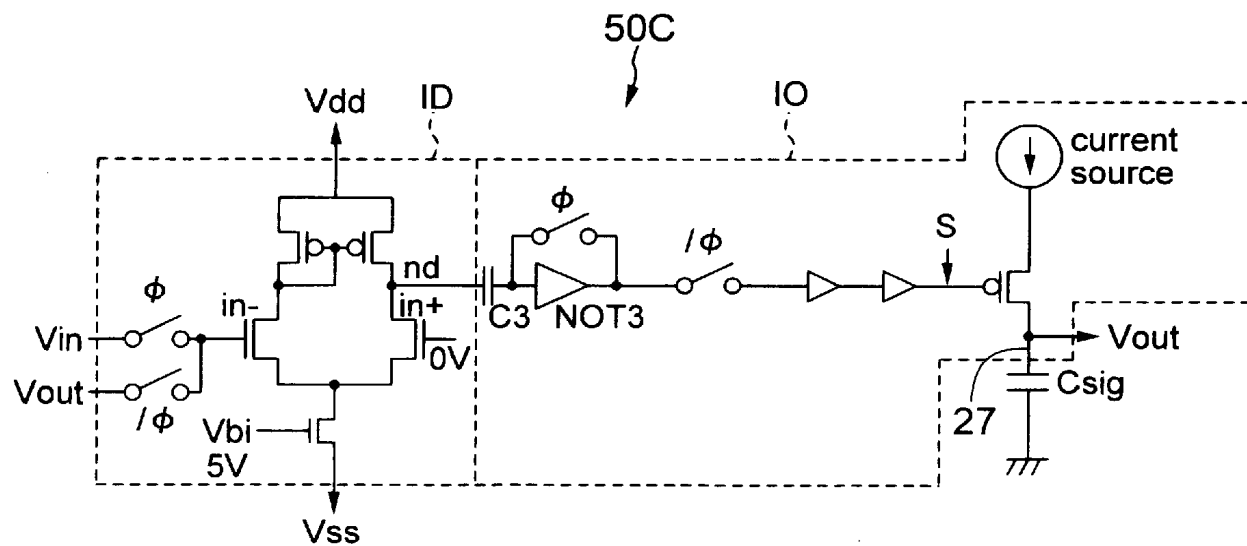 50C
Vdd
ID
IO
current
source
ϕ
/ϕ
S
nd
ϕ
in-
in+
C3
NOT3
Vin
0V
Vout
Vout
/ϕ
Csig
Vbi
27
5V
Vss